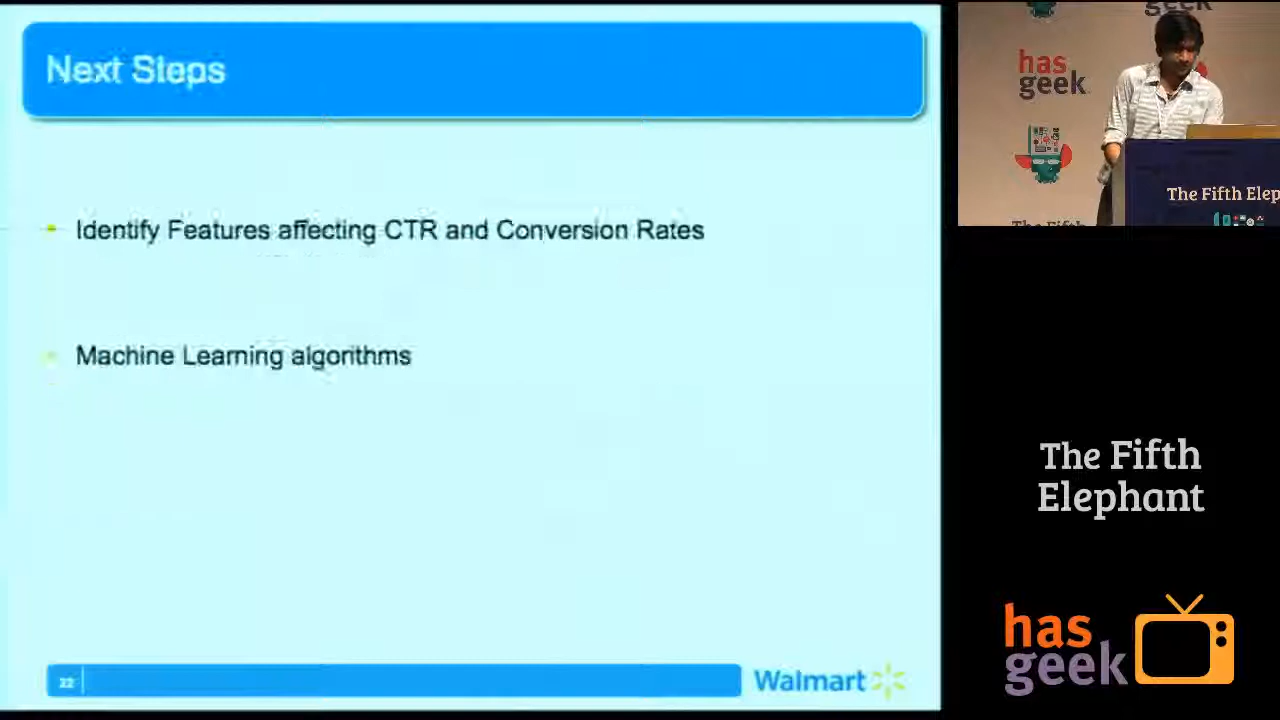 Next Steps
Identify Features affecting CTR and Conversion Rates
Machine Learning algorithms
22
Walmart
has
geek
The Fifth
The Fifth
Elephant
has
geek